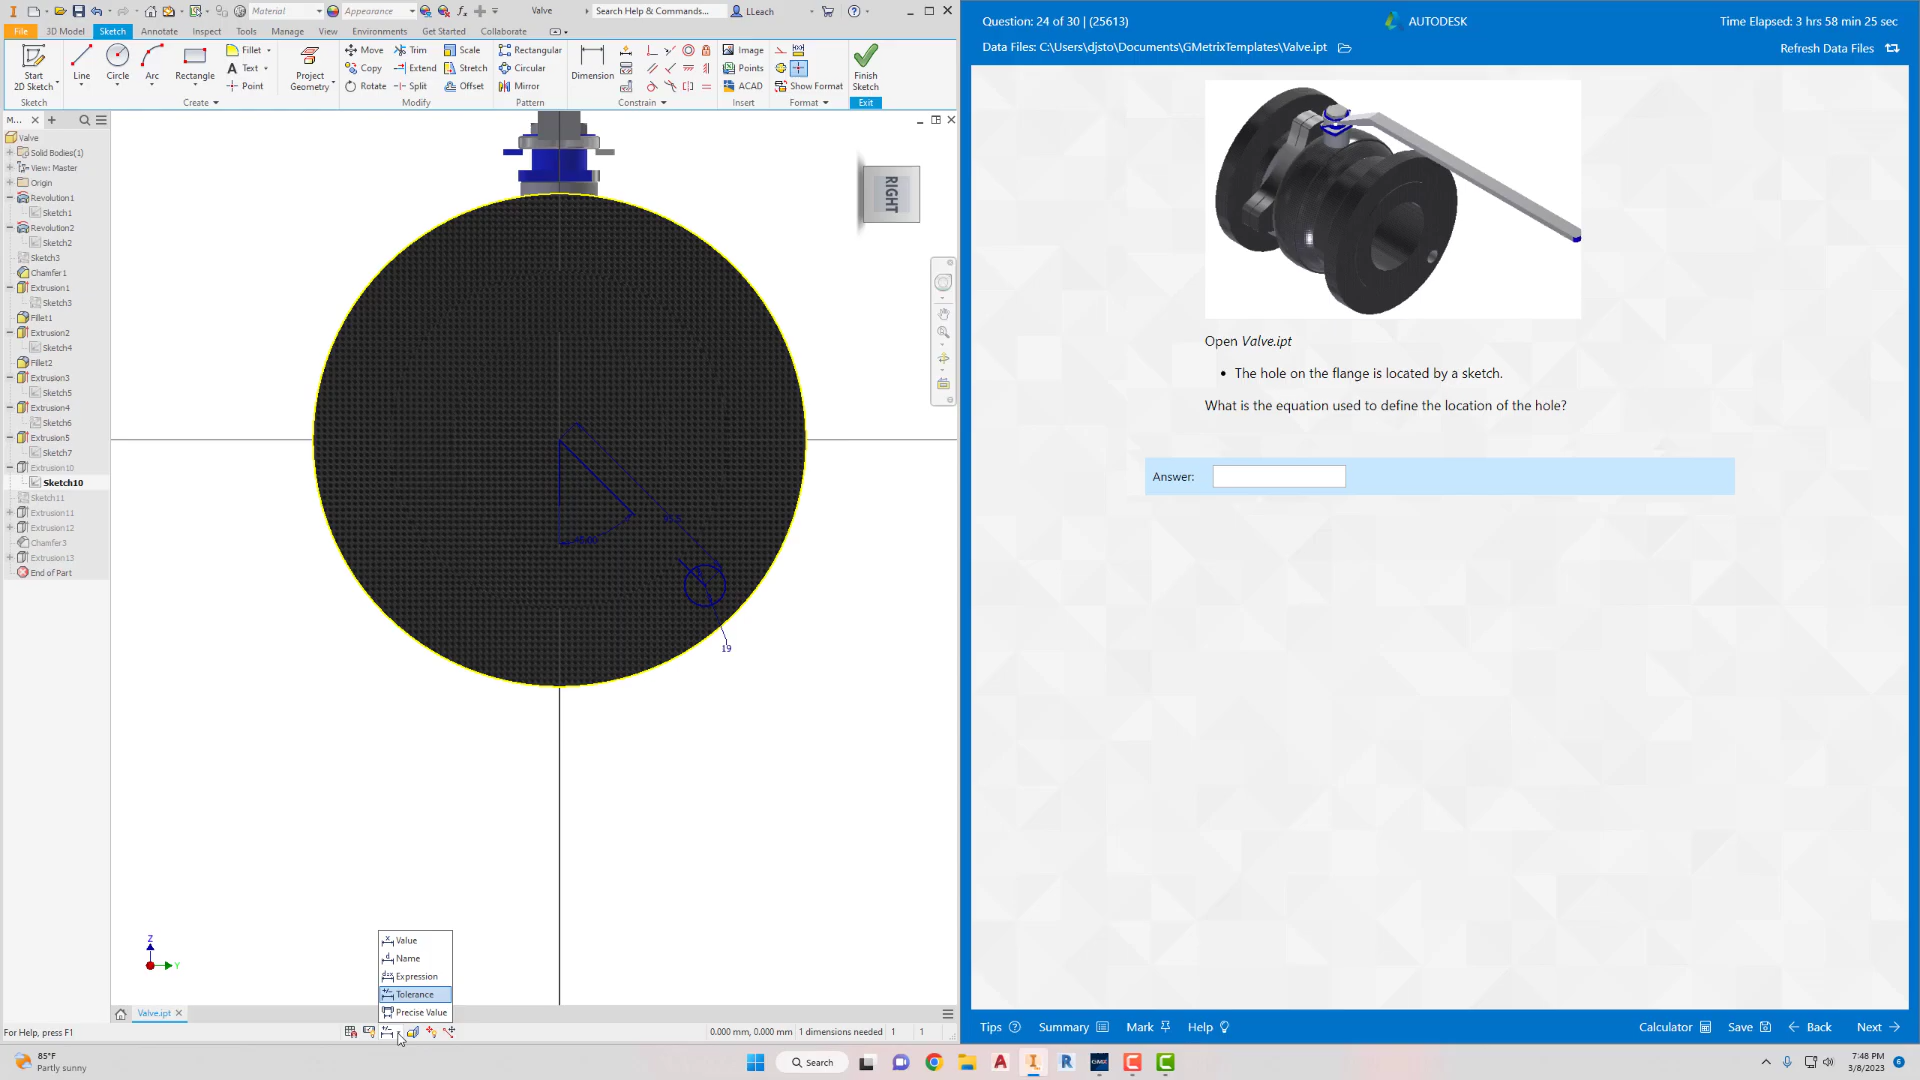 Material
Appearance
Valve
Search Help & Commands...
LLeach
File
3D Model
Sketch
Annotate
Inspect
Tools
Manage
View
Environments
Get Started
Collaborate
Start
2D Sketch
Line
Circle
Arc
Rectangle
Fillet
Text
Point
Project
Geometry
Move
Copy
Rotate
Trim
Extend
Split
Scale
Stretch
Offset
Rectangular
Circular
Mirror
Dimension
Image
Points
ACAD
Show Format
Finish
Sketch
Sketch
Create
Modify
Pattern
Constrain
Insert
Format
Exit
M...
Valve
Solid Bodies(1)
View: Master
Origin
Revolution1
Sketch1
Revolution2
Sketch2
Sketch3
Chamfer1
Extrusion1
Sketch3
Fillet1
Extrusion2
Sketch4
Fillet2
Extrusion3
Sketch5
Extrusion4
Sketch6
Extrusion5
Sketch7
Extrusion10
Sketch10
Sketch11
Extrusion11
Extrusion12
Chamfer3
Extrusion13
End of Part
RIGHT
19
Z
Y
Value
Name
Expression
Tolerance
Precise Value
Valve.ipt
For Help, press F1
0.000 mm, 0.000 mm
1 dimensions needed
1
1
Question: 24 of 30 | (25613)
AUTODESK
Time Elapsed: 3 hrs 58 min 25 sec
Data Files: C:\Users\djsto\Documents\GMetrixTemplates\Valve.ipt
Refresh Data Files
Open Valve.ipt
• The hole on the flange is located by a sketch.
What is the equation used to define the location of the hole?
Answer:
Tips
Summary
Mark
Help
Calculator
Save
Back
Next
85°F
Partly sunny
Search
7:48 PM
3/8/2023